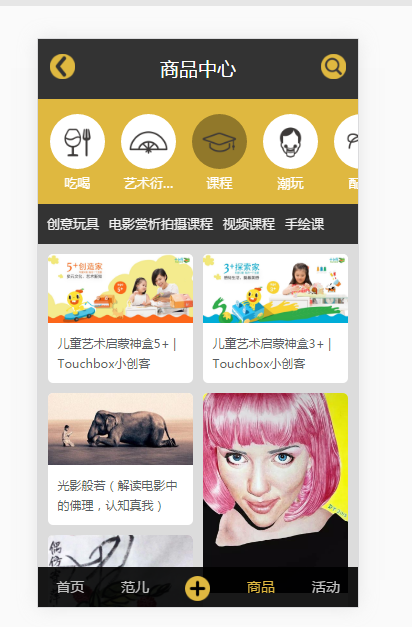 商品中心
吃喝
艺术衍...
课程
潮玩
创意玩具 电影赏析拍摄课程 视频课程 手绘课
5+创造家
3+探索家
儿童艺术启蒙神盒5+ |
Touchbox小创客
儿童艺术启蒙神盒3+ |
Touchbox小创客
光影般若（解读电影中
的佛理，认知真我）
首页 范儿 商品 活动